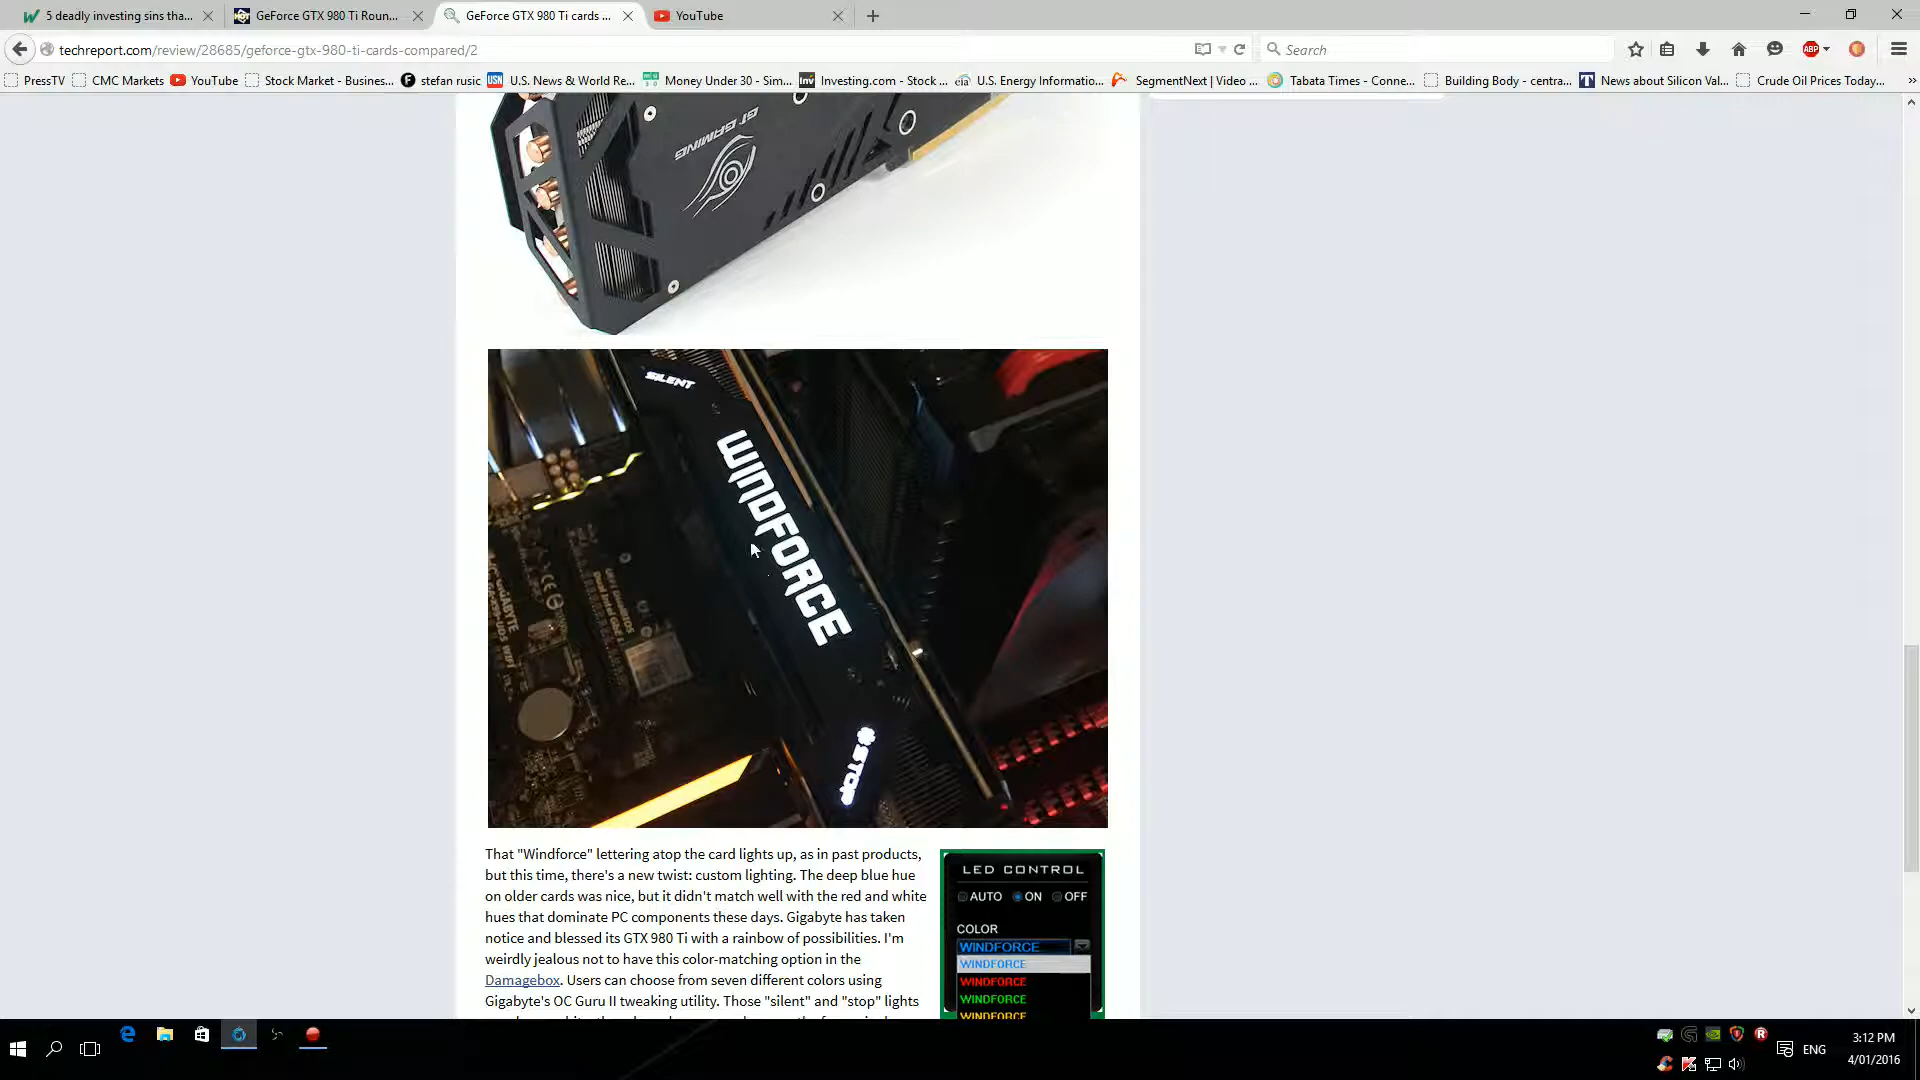 5 deadly investing sins tha...
GeForce GTX 980 Ti Roun...
GeForce GTX 980 Ti cards ...
YouTube
techreport.com/review/28685/geforce-gtx-980-ti-cards-compared/2
Search
ABP
PressTV
CMC Markets
YouTube
Stock Market - Busines...
stefan rusic
U.S. News & World Re...
Money Under 30 - Sim...
Investing.com - Stock ...
U.S. Energy Informatio...
SegmentNext | Video ...
Tabata Times - Conne...
Building Body - centra...
News about Silicon Val...
Crude Oil Prices Today...
G1 GAMING
SILENT
WINDFORCE
STOP
That "Windforce" lettering atop the card lights up, as in past products,
but this time, there's a new twist: custom lighting. The deep blue hue
on older cards was nice, but it didn't match well with the red and white
hues that dominate PC components these days. Gigabyte has taken
notice and blessed its GTX 980 Ti with a rainbow of possibilities. I'm
weirdly jealous not to have this color-matching option in the
Damagebox. Users can choose from seven different colors using
Gigabyte's OC Guru II tweaking utility. Those "silent" and "stop" lights
LED CONTROL
AUTO ON OFF
COLOR
WINDFORCE
WINDFORCE
WINDFORCE
WINDFORCE
WINDFORCE
ENG
3:12 PM
4/01/2016